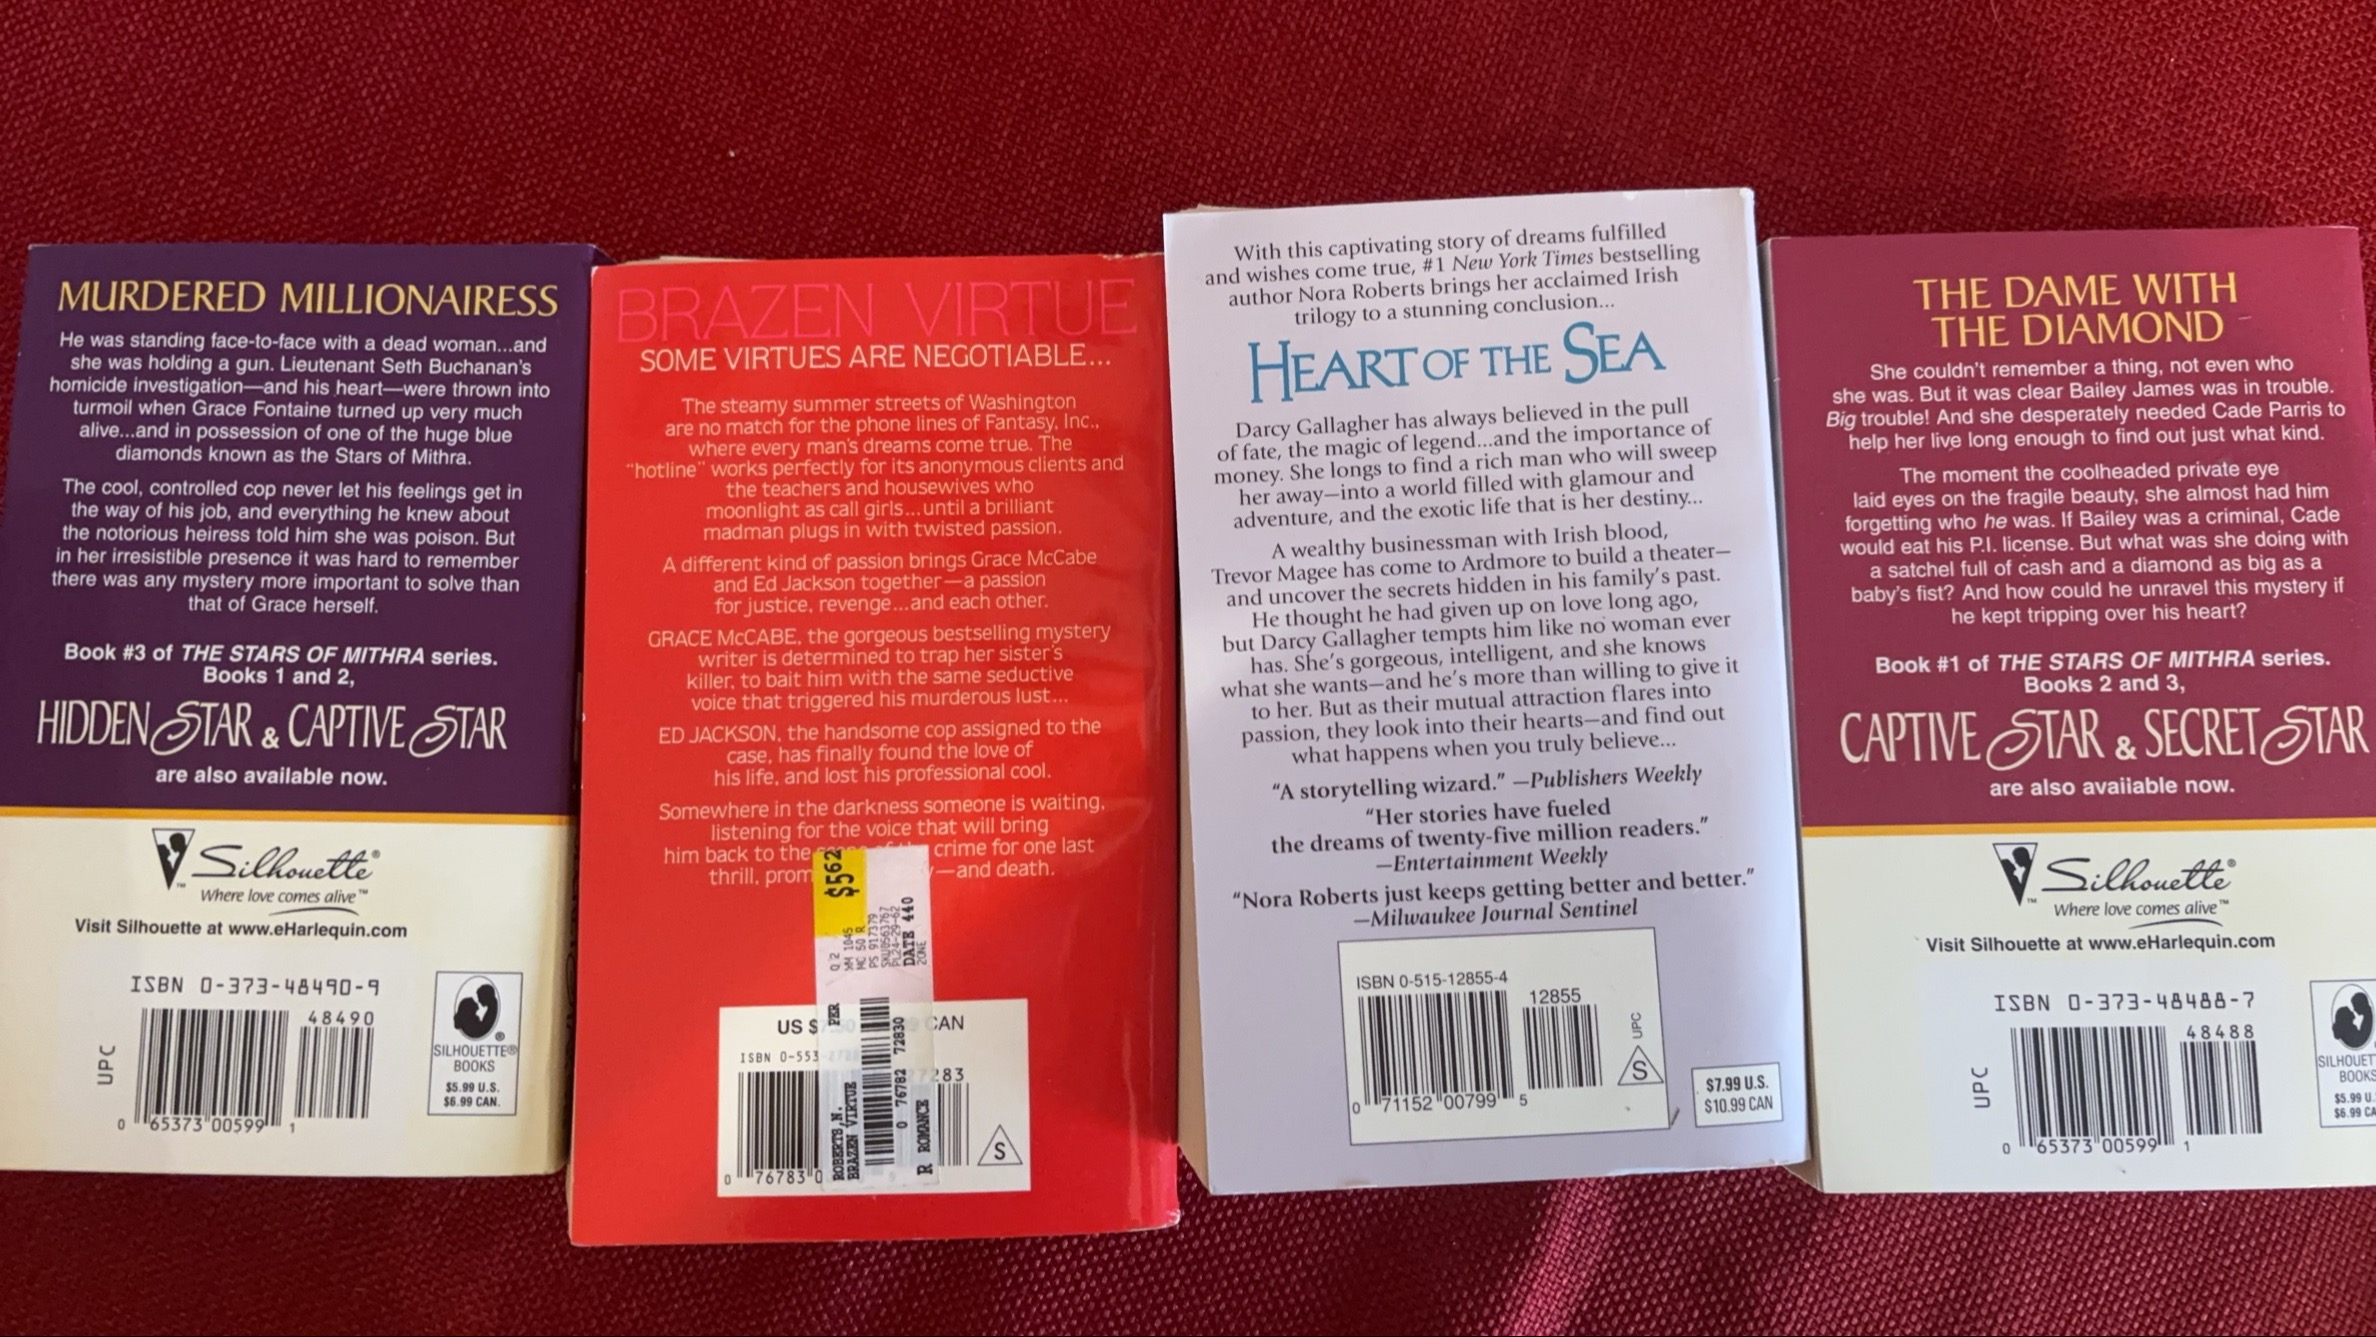 MURDERED MILLIONAIRESS
He was standing face-to-face with a dead woman...and
she was holding a gun. Lieutenant Seth Buchanan's
homicide investigation—and his heart—were thrown into
turmoil when Grace Fontaine turned up very much
alive...and in possession of one of the huge blue
diamonds known as the Stars of Mithra.
The cool, controlled cop never let his feelings get in
the way of his job, and everything he knew about
the notorious heiress told him she was poison. But
in her irresistible presence it was hard to remember
there was any mystery more important to solve than
that of Grace herself.
Book #3 of THE STARS OF MITHRA series.
Books 1 and 2,
HIDDEN STAR & CAPTIVE STAR
are also available now.
Silhouette®
Where love comes alive™
Visit Silhouette at www.eHarlequin.com
ISBN 0-373-48490-9
48490
UPC
0 65373 00599 1
SILHOUETTE®
BOOKS
$5.99 U.S.
$6.99 CAN.
BRAZEN VIRTUE
SOME VIRTUES ARE NEGOTIABLE...
The steamy summer streets of Washington
are no match for the phone lines of Fantasy, Inc.,
where every man's dreams come true. The
"hotline" works perfectly for its anonymous clients and
the teachers and housewives who
moonlight as call girls...until a brilliant
madman plugs in with twisted passion.
A different kind of passion brings Grace McCabe
and Ed Jackson together—a passion
for justice, revenge...and each other.
GRACE McCABE, the gorgeous bestselling mystery
writer is determined to trap her sister's
killer, to bait him with the same seductive
voice that triggered his murderous lust...
ED JACKSON, the handsome cop assigned to the
case, has finally found the love of
his life, and lost his professional cool.
Somewhere in the darkness someone is waiting,
listening for the voice that will bring
him back to the crime for one last
thrill, prom —and death.
$562
Q 2 PER
WM 1045
MC 50 R
PS 917379
SKU0563767
DATE 440
ZONE
US $ CAN
ISBN 0-553
283
0 76783 0
ROBERTS,N.
BRAZEN VIRTUE
0 76782 72830
R ROMANCE
S
With this captivating story of dreams fulfilled
and wishes come true, #1 New York Times bestselling
author Nora Roberts brings her acclaimed Irish
trilogy to a stunning conclusion...
HEART OF THE SEA
Darcy Gallagher has always believed in the pull
of fate, the magic of legend...and the importance of
money. She longs to find a rich man who will sweep
her away—into a world filled with glamour and
adventure, and the exotic life that is her destiny...
A wealthy businessman with Irish blood,
Trevor Magee has come to Ardmore to build a theater—
and uncover the secrets hidden in his family's past.
He thought he had given up on love long ago,
but Darcy Gallagher tempts him like no woman ever
has. She's gorgeous, intelligent, and she knows
what she wants—and he's more than willing to give it
to her. But as their mutual attraction flares into
passion, they look into their hearts—and find out
what happens when you truly believe...
"A storytelling wizard." —Publishers Weekly
"Her stories have fueled
the dreams of twenty-five million readers."
—Entertainment Weekly
"Nora Roberts just keeps getting better and better."
—Milwaukee Journal Sentinel
ISBN 0-515-12855-4
12855
UPC
S
0 71152 00799 5
$7.99 U.S.
$10.99 CAN
THE DAME WITH
THE DIAMOND
She couldn't remember a thing, not even who
she was. But it was clear Bailey James was in trouble.
Big trouble! And she desperately needed Cade Parris to
help her live long enough to find out just what kind.
The moment the coolheaded private eye
laid eyes on the fragile beauty, she almost had him
forgetting who he was. If Bailey was a criminal, Cade
would eat his P.I. license. But what was she doing with
a satchel full of cash and a diamond as big as a
baby's fist? And how could he unravel this mystery if
he kept tripping over his heart?
Book #1 of THE STARS OF MITHRA series.
Books 2 and 3,
CAPTIVE STAR & SECRET STAR
are also available now.
Silhouette®
Where love comes alive™
Visit Silhouette at www.eHarlequin.com
ISBN 0-373-48488-7
48488
UPC
0 65373 00599 1
SILHOUET
BOOKS
$5.99 U.
$6.99 CA